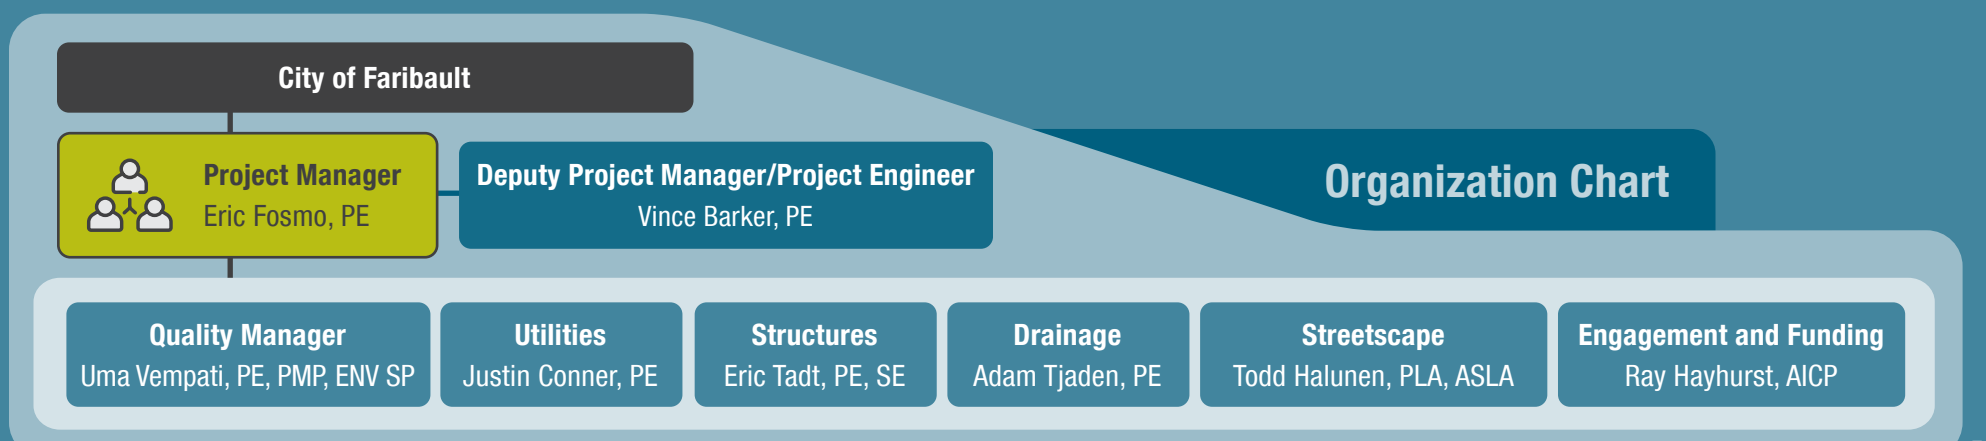 City of Faribault
Project Manager
Eric Fosmo, PE
Deputy Project Manager/Project Engineer
Vince Barker, PE
Organization Chart
Quality Manager
Uma Vempati, PE, PMP, ENV SP
Utilities
Justin Conner, PE
Structures
Eric Tadt, PE, SE
Drainage
Adam Tjaden, PE
Streetscape
Todd Halunen, PLA, ASLA
Engagement and Funding
Ray Hayhurst, AICP